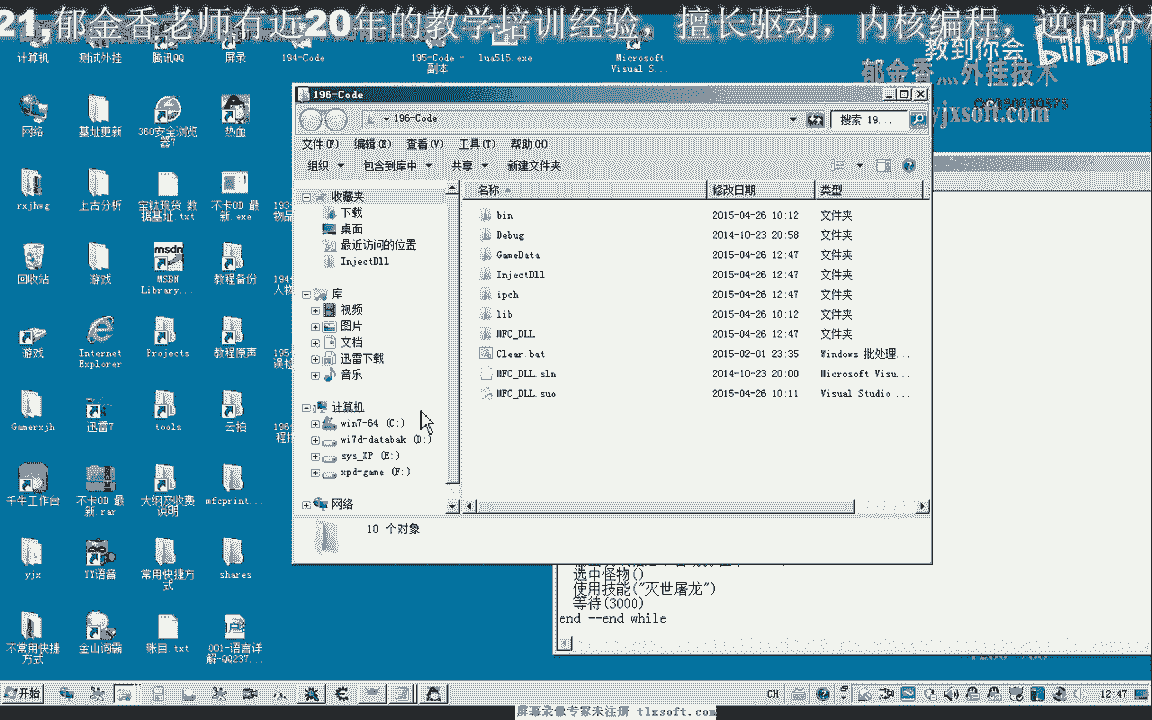 21,郁金香老师有近20年的教学培训经验，擅长驱动，内核编程，逆向分
教到你会
bilibili
计算机
测试外挂
腾讯QQ
屏录
194-Code
195-Code - 副本
lua515.exe
Microsoft Visual S...
郁金香
外挂技术
yjxsoft.com
网络
基址更新
360安全浏览器7
热血
rxjhsg
上古分析
不卡OD 最新.exe
回收站
游戏
MSDN Library...
教程备份
游戏
Internet Explorer
Projects
教程原声
Gamerxjh
迅雷7
tools
云拍
千牛工作台
不卡OD 最新.rar
大纲及收费说明
mfcprint...
yjx
YY语音
常用快捷方式
shares
不常用快捷方式
金山词霸
账目.txt
001-语言详解-QQ237...
196-Code
196-Code
搜索 19...
文件(F) 编辑(E) 查看(V) 工具(T) 帮助(H)
组织 包含到库中 共享 新建文件夹
收藏夹
下载
桌面
最近访问的位置
InjectDll
库
视频
图片
文档
迅雷下载
音乐
计算机
win7-64 (C:)
wi7d-databak (D:)
sys_XP (E:)
xpd-game (F:)
网络
名称 修改日期 类型
bin 2015-04-26 10:12 文件夹
Debug 2014-10-23 20:58 文件夹
GameData 2015-04-26 12:47 文件夹
InjectDll 2015-04-26 12:47 文件夹
ipch 2015-04-26 12:47 文件夹
lib 2015-04-26 10:12 文件夹
MFC_DLL 2015-04-26 12:47 文件夹
Clear.bat 2015-02-01 23:35 Windows 批处理...
MFC_DLL.sln 2014-10-23 20:00 Microsoft Visu...
MFC_DLL.suo 2015-04-26 10:11 Visual Studio ...
10 个对象
选中怪物()
使用技能("灭世屠龙")
等待(3000)
end --end while
开始
CH
12:47
屏幕录像专家未注册 tlxsoft.com